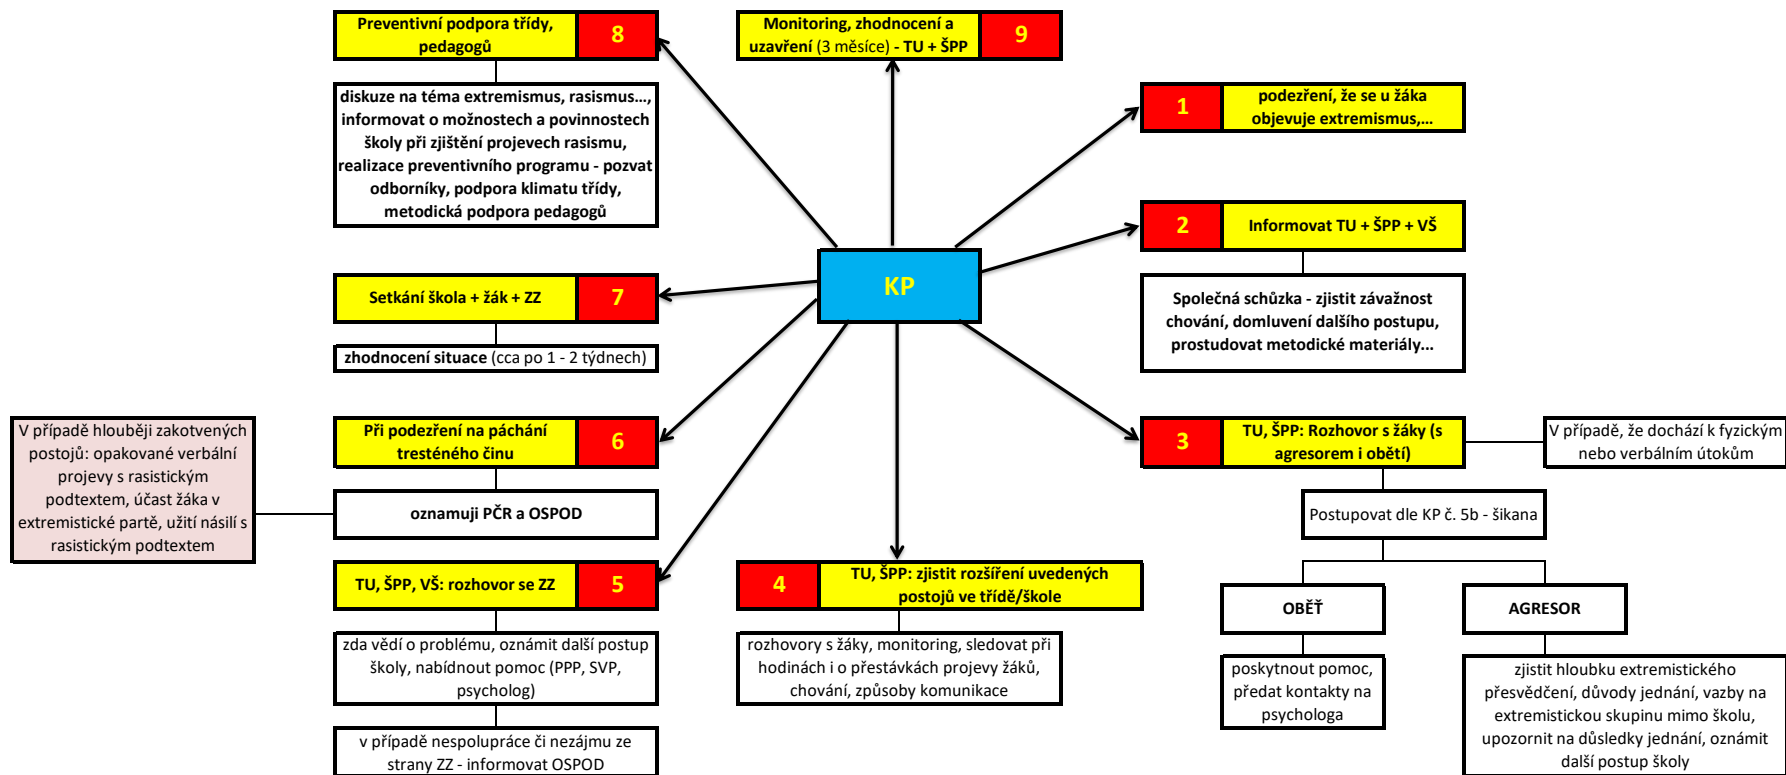 Preventivní podpora třídy,
pedagogů
8
diskuze na téma extremismus, rasismus…,
informovat o možnostech a povinnostech
školy při zjištění projevech rasismu,
realizace preventivního programu - pozvat
odborníky, podpora klimatu třídy,
metodická podpora pedagogů
Monitoring, zhodnocení a
uzavření (3 měsíce) - TU + ŠPP
9
1
podezření, že se u žáka
objevuje extremismus,…
2
Informovat TU + ŠPP + VŠ
Společná schůzka - zjistit závažnost
chování, domluvení dalšího postupu,
prostudovat metodické materiály...
KP
Setkání škola + žák + ZZ
7
zhodnocení situace (cca po 1 - 2 týdnech)
V případě hlouběji zakotvených
postojů: opakované verbální
projevy s rasistickým
podtextem, účast žáka v
extremistické partě, užití násilí s
rasistickým podtextem
Při podezření na páchání
tresténého činu
6
oznamuji PČR a OSPOD
3
TU, ŠPP: Rozhovor s žáky (s
agresorem i obětí)
V případě, že dochází k fyzickým
nebo verbálním útokům
Postupovat dle KP č. 5b - šikana
OBĚŤ
AGRESOR
poskytnout pomoc,
předat kontakty na
psychologa
zjistit hloubku extremistického
přesvědčení, důvody jednání, vazby na
extremistickou skupinu mimo školu,
upozornit na důsledky jednání, oznámit
další postup školy
TU, ŠPP, VŠ: rozhovor se ZZ
5
zda vědí o problému, oznámit další postup
školy, nabídnout pomoc (PPP, SVP,
psycholog)
v případě nespolupráce či nezájmu ze
strany ZZ - informovat OSPOD
4
TU, ŠPP: zjistit rozšíření uvedených
postojů ve třídě/škole
rozhovory s žáky, monitoring, sledovat při
hodinách i o přestávkách projevy žáků,
chování, způsoby komunikace